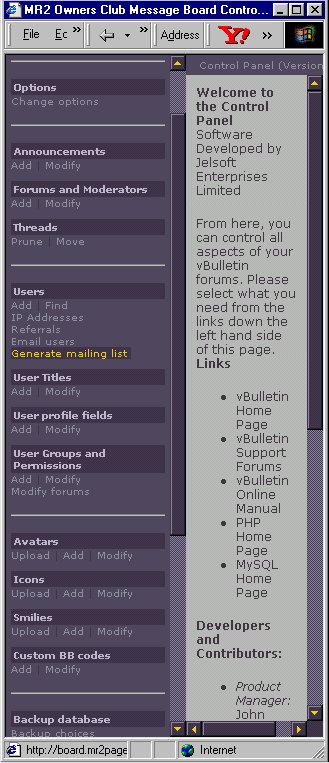 MR2 Owners Club Message Board Contro...
File Ec » » Address Y! »
Options
Change options
Announcements
Add | Modify
Forums and Moderators
Add | Modify
Threads
Prune | Move
Users
Add | Find
IP Addresses
Referrals
Email users
Generate mailing list
User Titles
Add | Modify
User profile fields
Add | Modify
User Groups and
Permissions
Add | Modify
Modify forums
Avatars
Upload | Add | Modify
Icons
Upload | Add | Modify
Smilies
Upload | Add | Modify
Custom BB codes
Add | Modify
Backup database
Backup choices
Control Panel (Version
Welcome to
the Control
Panel
Software
Developed by
Jelsoft
Enterprises
Limited
From here, you
can control all
aspects of your
vBulletin
forums. Please
select what you
need from the
links down the
left hand side
of this page.
Links
• vBulletin
Home
Page
• vBulletin
Support
Forums
• vBulletin
Online
Manual
• PHP
Home
Page
• MySQL
Home
Page
Developers
and
Contributors:
• Product
Manager:
John
http://board.mr2page
Internet